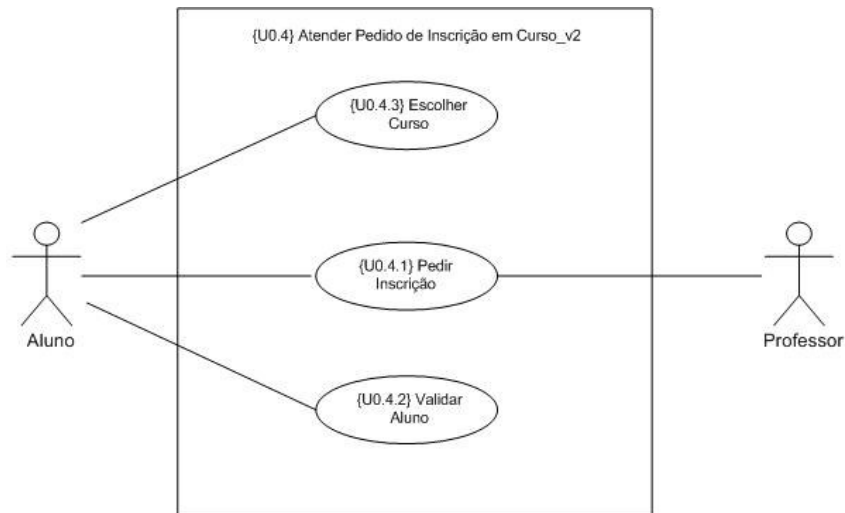 {U0.4} Atender Pedido de Inscrição em Curso_v2
{U0.4.3} Escolher
Curso
{U0.4.1} Pedir
Inscrição
Aluno
Professor
{U0.4.2} Validar
Aluno